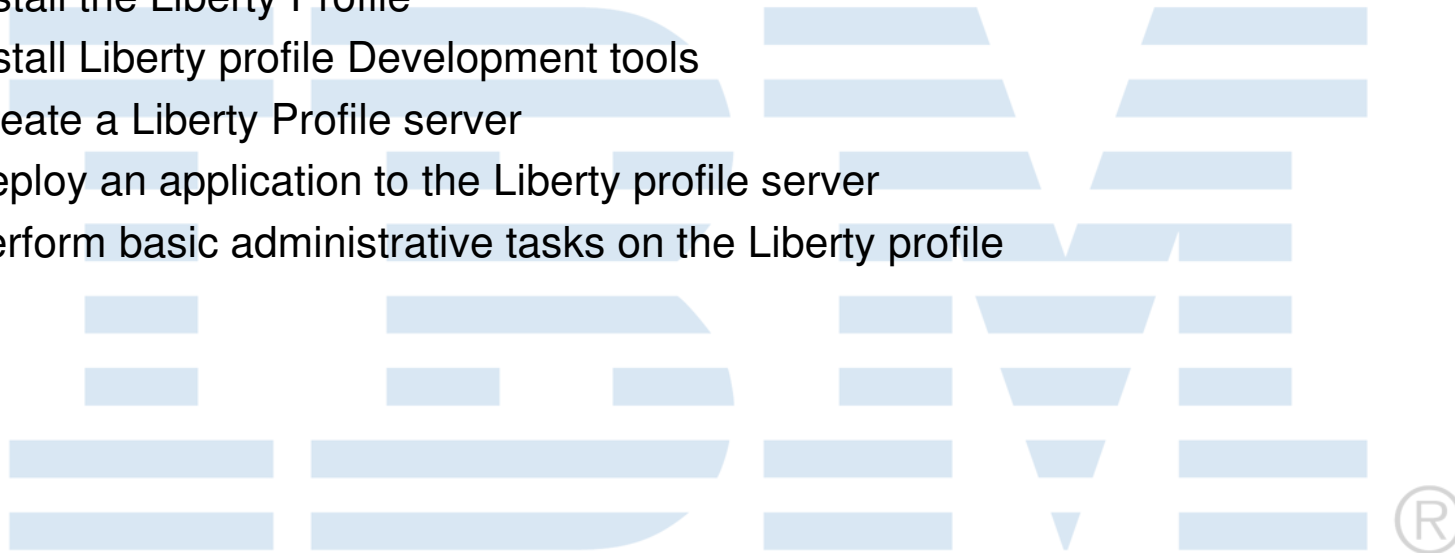 stall the Liberty Profile
stall Liberty profile Development tools
eate a Liberty Profile server
eploy an application to the Liberty profile server
erform basic administrative tasks on the Liberty profile
IBM
®